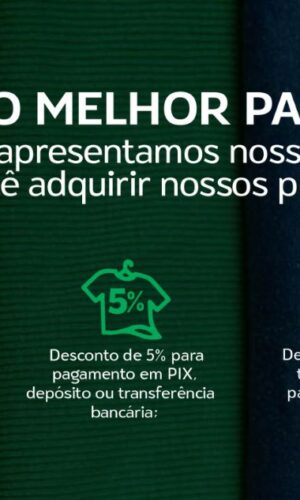 O MELHOR PA
apresentamos noss
ê adquirir nossos p
5%
Desconto de 5% para
pagamento em PIX,
depósito ou transferência
bancária;
De
t
pa